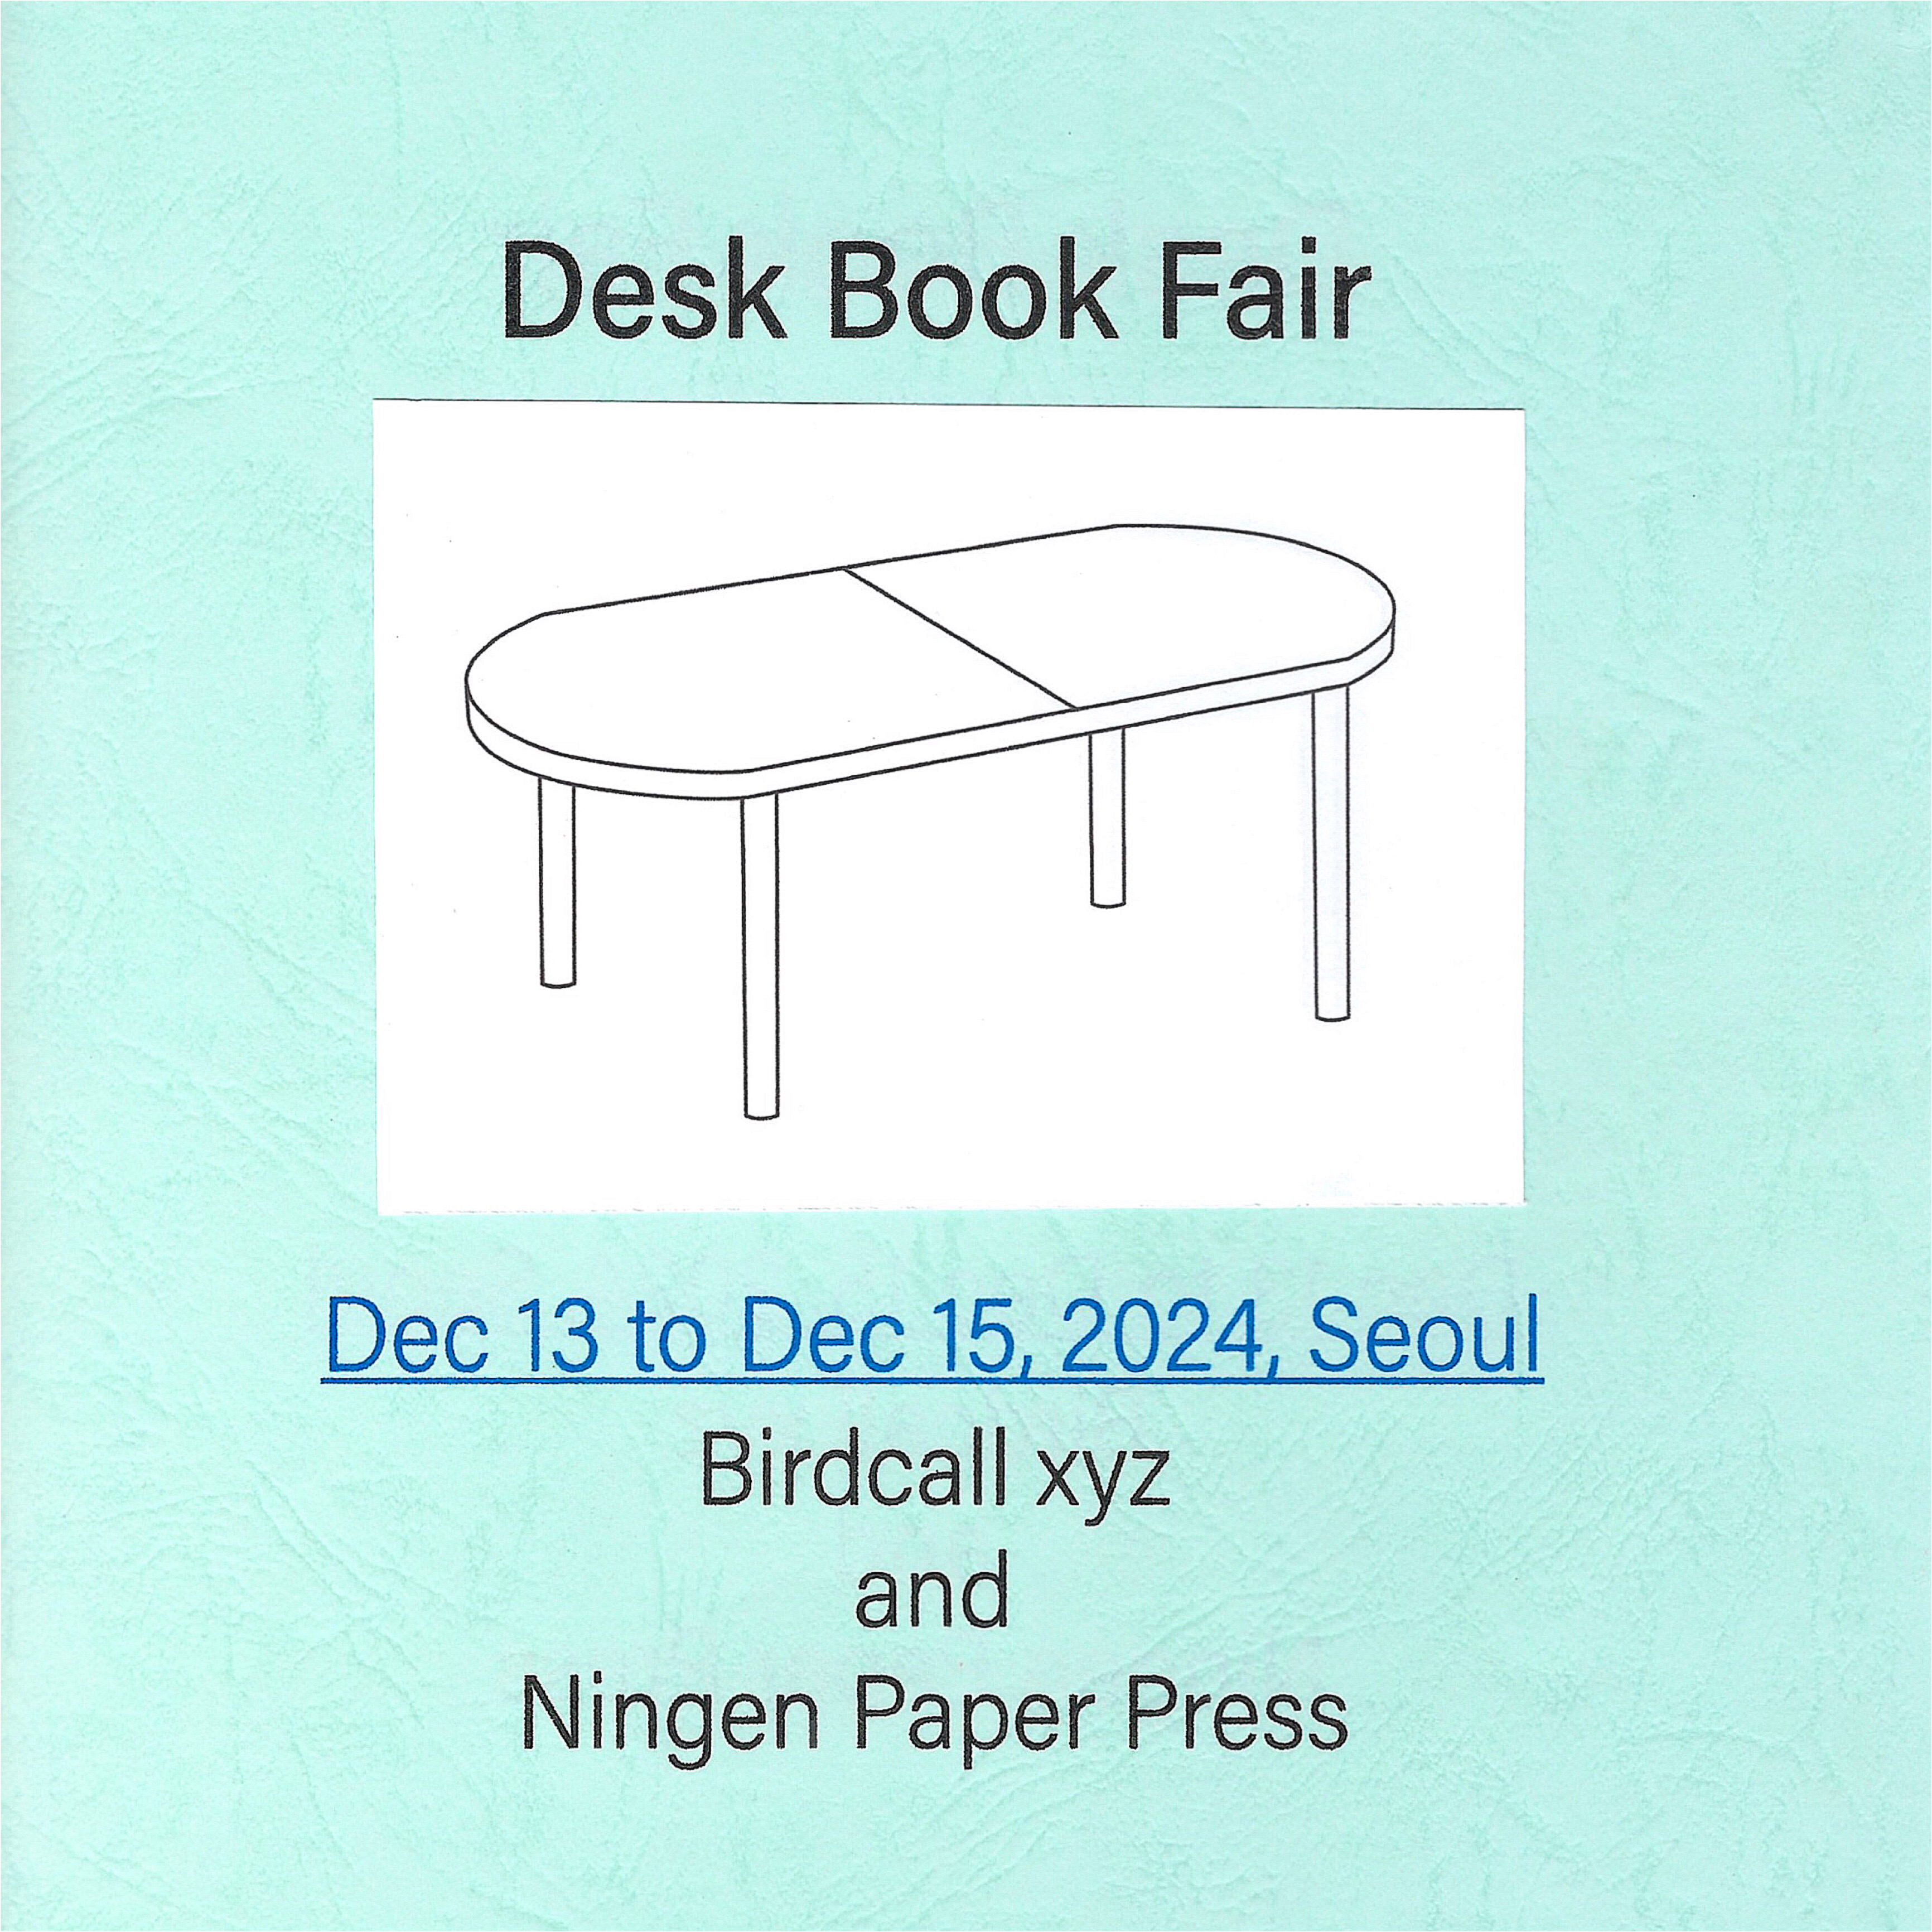 Desk Book Fair
Dec 13 to Dec 15, 2024, Seoul
Birdcall xyz
and
Ningen Paper Press